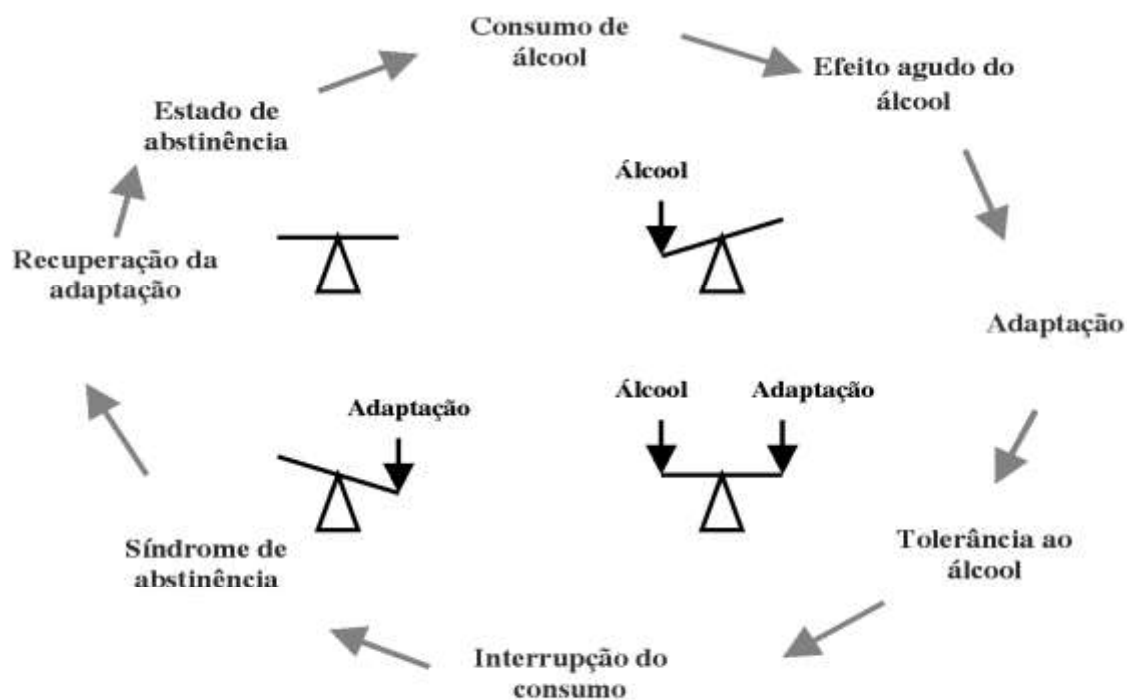 Consumo de
álcool
Efeito agudo do
álcool
Adaptação
Tolerância ao
álcool
Interrupção do
consumo
Síndrome de
abstinência
Recuperação da
adaptação
Estado de
abstinência
Álcool
Álcool Adaptação
Adaptação